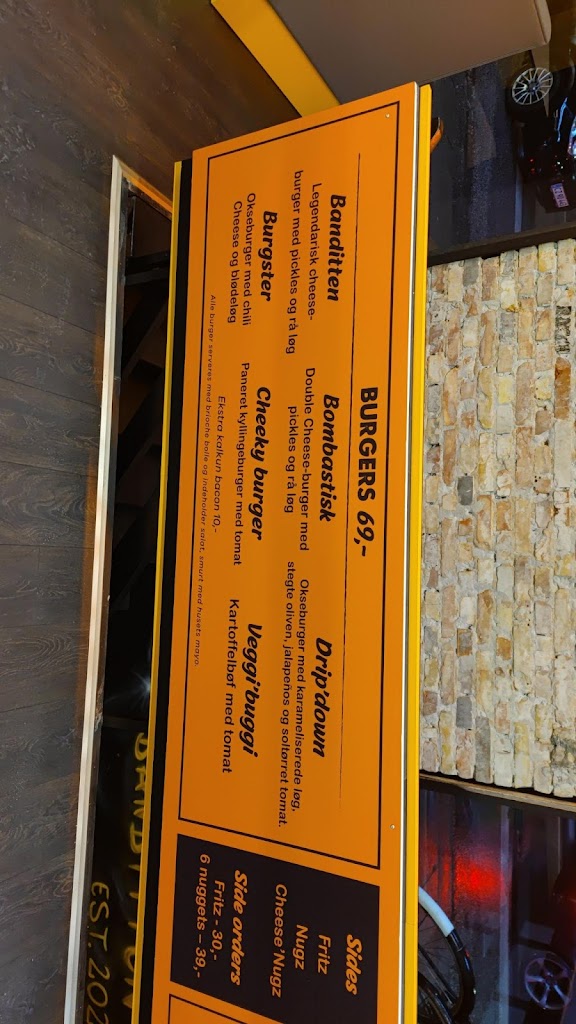 BURGERS 69,-
Banditten
Legendarisk cheese-
burger med pickles og rå løg
Bombastisk
Double Cheese-burger med
pickles og rå løg
Drip'down
Okseburger med karameliserede løg,
stegte oliven, jalapeños og soltørret tomat.
Burgster
Okseburger med chili
Cheese og blødeløg
Cheeky burger
Paneret kyllingeburger med tomat
Veggi'buggi
Kartoffelbøf med tomat
Ekstra kalkun bacon 10,-
Alle burger serveres med brioche bolle og indeholder salat, smurt med husets mayo.
Sides
Fritz
Nugz
Cheese'Nugz
Side orders
Fritz - 30,-
6 nuggets – 39,-
EST. 202